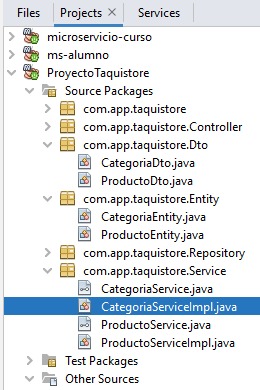 Files Projects Services
microservicio-curso
ms-alumno
ProyectoTaquistore
Source Packages
com.app.taquistore
com.app.taquistore.Controller
com.app.taquistore.Dto
CategoriaDto.java
ProductoDto.java
com.app.taquistore.Entity
CategoriaEntity.java
ProductoEntity.java
com.app.taquistore.Repository
com.app.taquistore.Service
CategoriaService.java
CategoriaServiceImpl.java
ProductoService.java
ProductoServiceImpl.java
Test Packages
Other Sources